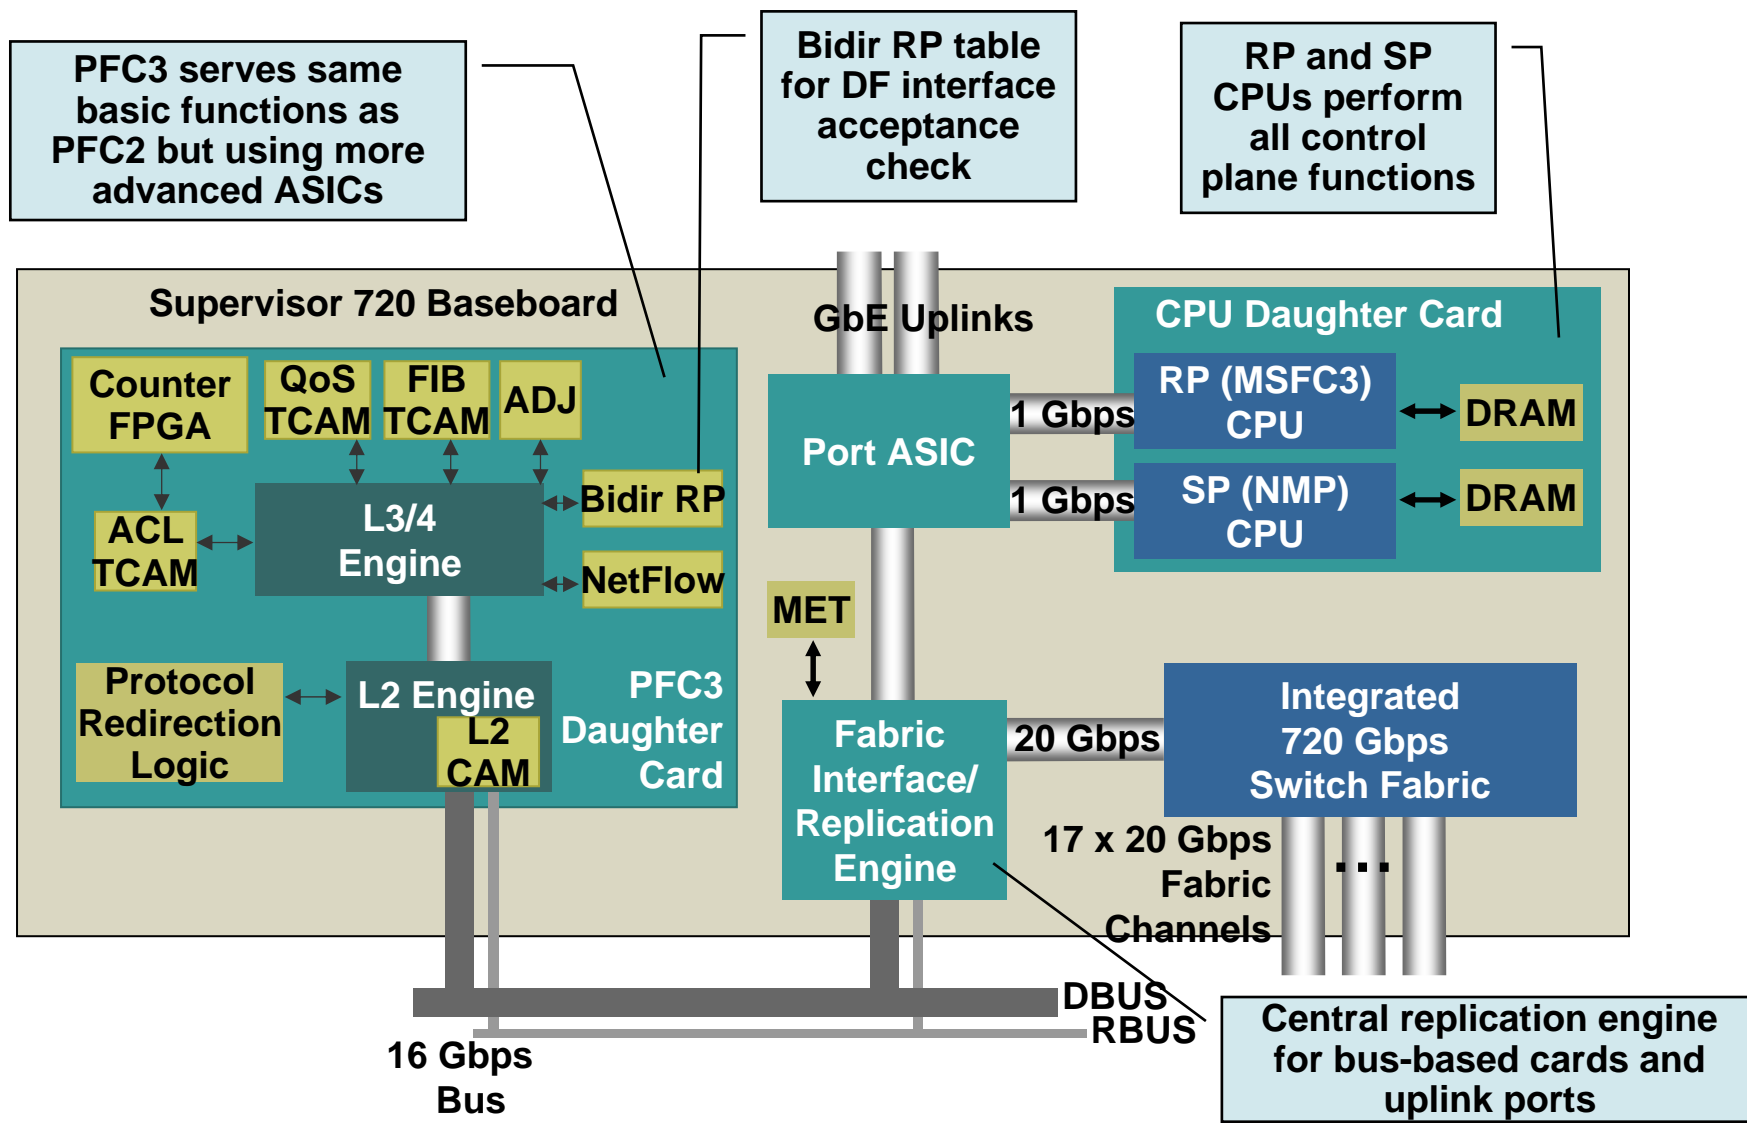 PFC3 serves same
basic functions as
PFC2 but using more
advanced ASICs
Bidir RP table
for DF interface
acceptance
check
RP and SP
CPUs perform
all control
plane functions
Supervisor 720 Baseboard
GbE Uplinks
CPU Daughter Card
Counter
FPGA
QoS
TCAM
FIB
TCAM
ADJ
Bidir RP
L3/4
Engine
ACL
TCAM
NetFlow
Protocol
Redirection
Logic
L2 Engine
L2
CAM
PFC3
Daughter
Card
Port ASIC
1 Gbps
1 Gbps
RP (MSFC3)
CPU
DRAM
SP (NMP)
CPU
DRAM
MET
Fabric
Interface/
Replication
Engine
20 Gbps
Integrated
720 Gbps
Switch Fabric
17 x 20 Gbps
Fabric
Channels
...
DBUS
RBUS
16 Gbps
Bus
Central replication engine
for bus-based cards and
uplink ports